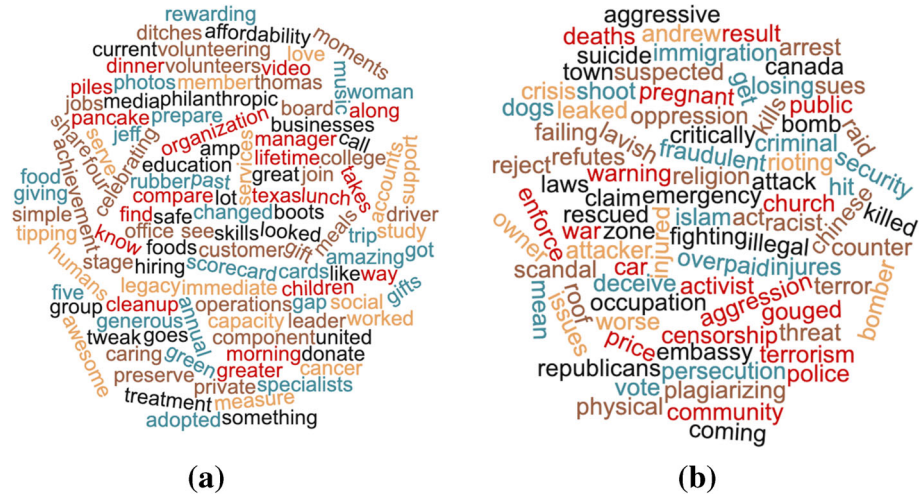 rewarding
ditches affordability
current volunteering love moments
dinner volunteers video
piles photos member thomas music woman
jobs media philanthropic board along
pancake prepare organization businesses
share four serve jeff celebrating amp manager call
achievement education services lifetime college accounts support
food rubber past great join takes
giving compare lot texas lunch
simple find safe changed boots meals driver
tipping know office see skills looked trip study
stage foods customer gift amazing got
humans hiring scorecard cards like way
legacy immediate children gifts
five cleanup operations gap social
group generous annual capacity leader worked
awesome tweak goes component united
caring green morning donate
preserve greater cancer
private specialists
treatment measure
adopted something
(a)
aggressive
deaths andrew result
suicide immigration arrest
town suspected get canada
crisis shoot pregnant closing sues
dogs leaked oppression kills public
failing lavish critically bomb raid
reject refutes fraudulent criminal security
warning religion rioting
laws attack hit
claim emergency church chinese killed
enforce rescued injured islam act racist
owner war zone fighting illegal counter
attacker
scandal car overpaid injures
mean roof deceive activist terror bomber
issues occupation aggression gouged
worse censorship threat
price embassy terrorism
republicans persecution police
vote plagiarizing
physical community
coming
(b)